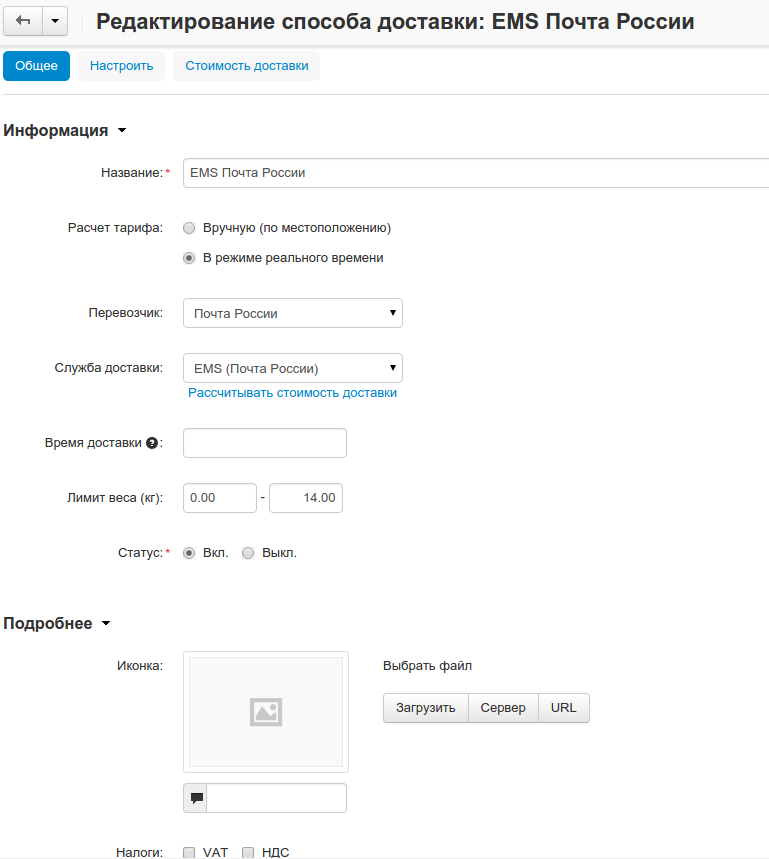 Редактирование способа доставки: EMS Почта России
Общее Настроить Стоимость доставки
Информация
Название:* EMS Почта России
Расчет тарифа: Вручную (по местоположению)
В режиме реального времени
Перевозчик: Почта России
Служба доставки: EMS (Почта России)
Рассчитывать стоимость доставки
Время доставки ?:
Лимит веса (кг): 0.00 - 14.00
Статус:* Вкл. Выкл.
Подробнее
Иконка: Выбрать файл
Загрузить Сервер URL
Налоги: VAT НДС